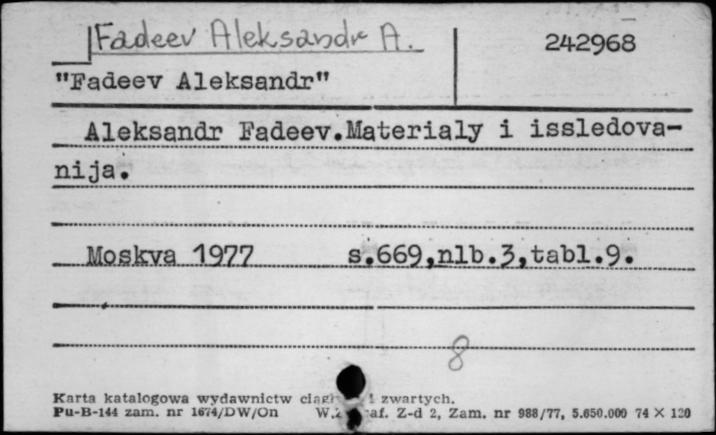 Fadeev Aleksandr A.
242968
"Fadeev Aleksandr"
Aleksandr Fadeev.Materialy i issledova-
nija.
Moskva 1977 s.669,nlb.3,tabl.9.
8
Karta katalogowa wydawnictw i zwartych.
Pu-B-144 zam. nr 1674/DW/On Z-d 2, Zam. nr 988/77, 5.650.000 74 X 120